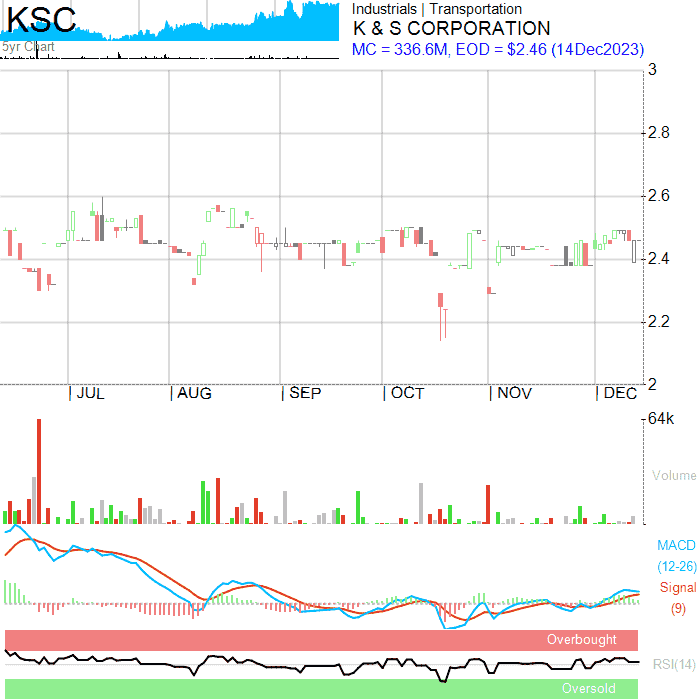 KSC
5yr Chart
Industrials | Transportation
K & S CORPORATION
MC = 336.6M, EOD = $2.46 (14Dec2023)
3
2.8
2.6
2.4
2.2
2
| JUL | AUG | SEP | OCT | NOV | DEC
64k
Volume
MACD
(12-26)
Signal
(9)
Overbought
RSI(14)
Oversold